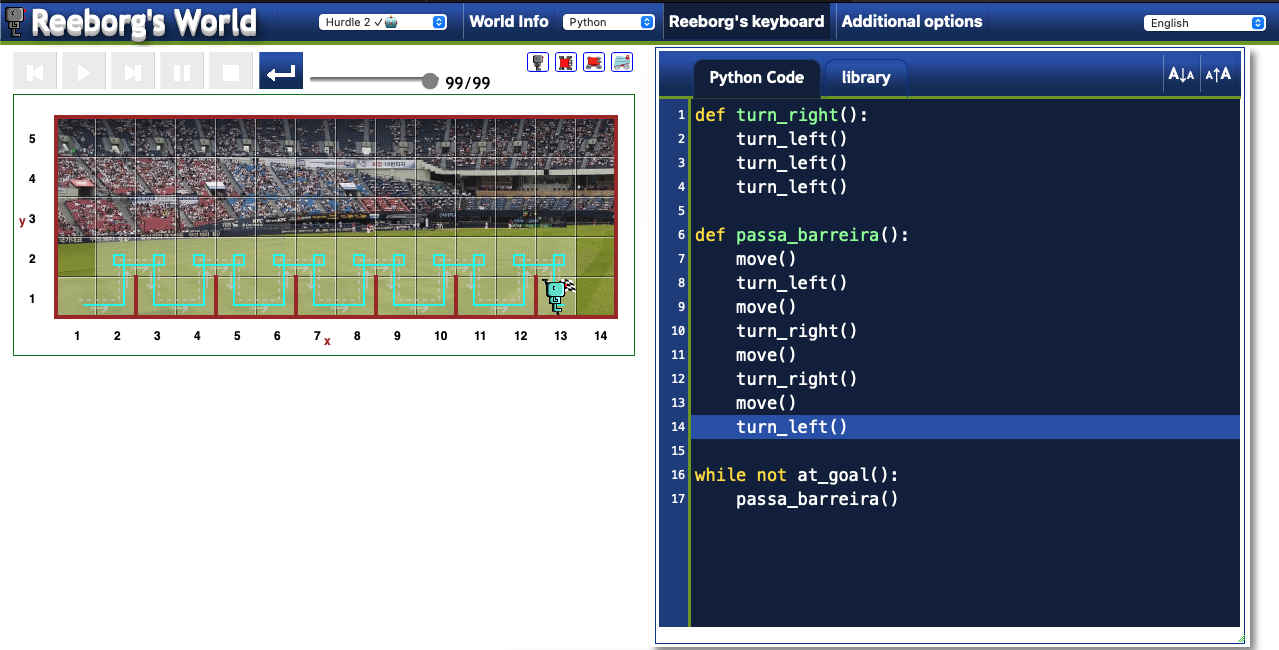 Reeborg's World
Hurdle 2 ✓🤖
World Info
Python
Reeborg's keyboard
Additional options
English
99/99
5
4
y 3
2
1
1 2 3 4 5 6 7 x 8 9 10 11 12 13 14
Python Code
library
A↓A
A↑A
1 def turn_right():
2     turn_left()
3     turn_left()
4     turn_left()
5
6 def passa_barreira():
7     move()
8     turn_left()
9     move()
10     turn_right()
11     move()
12     turn_right()
13     move()
14     turn_left()
15
16 while not at_goal():
17     passa_barreira()